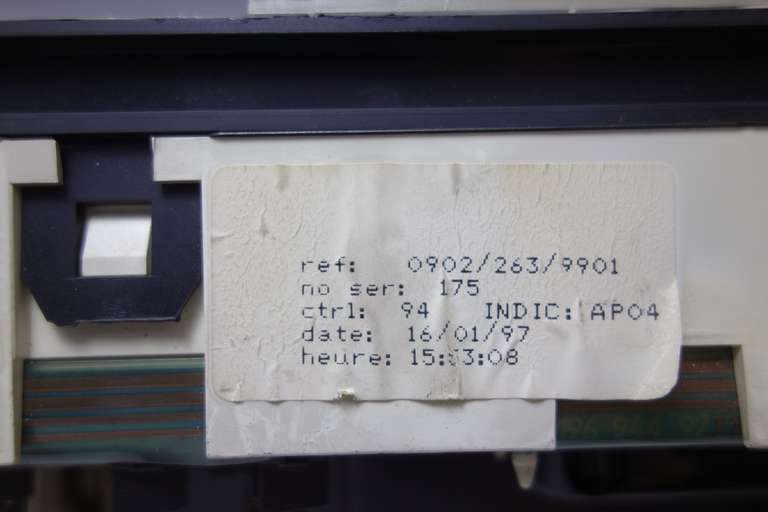 ref: 0902/263/9901
no ser: 175
ctrl: 94 INDIC: AP04
date: 16/01/97
heure: